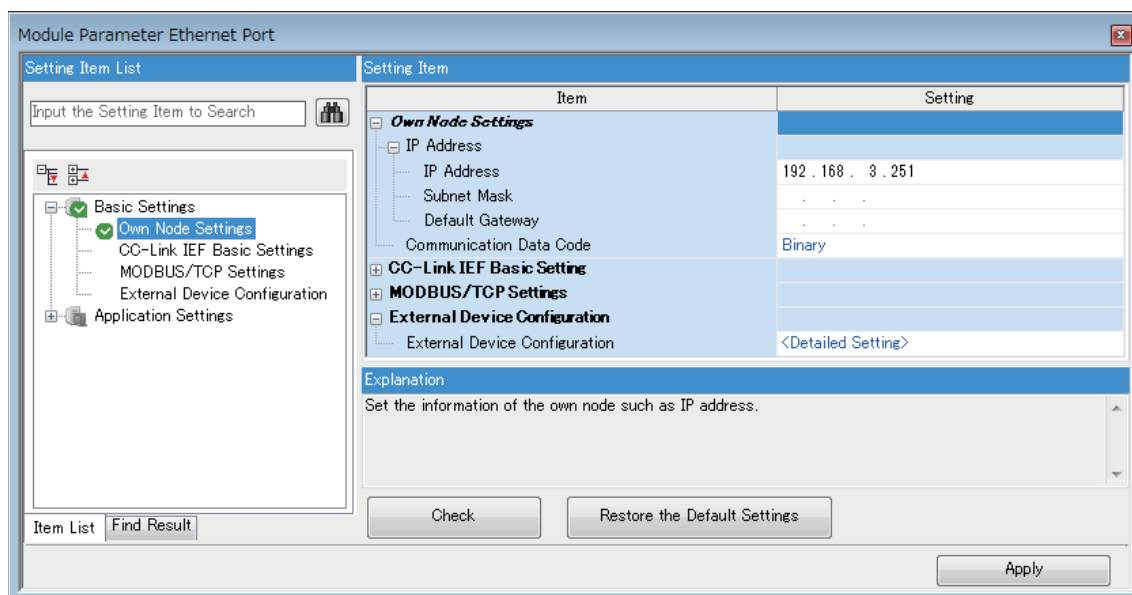 Module Parameter Ethernet Port
Setting Item List
Input the Setting Item to Search
Basic Settings
Own Node Settings
CC-Link IEF Basic Settings
MODBUS/TCP Settings
External Device Configuration
Application Settings
Item List
Find Result
Setting Item
Item Setting
Own Node Settings
IP Address
IP Address 192 . 168 . 3 . 251
Subnet Mask . . .
Default Gateway . . .
Communication Data Code Binary
CC-Link IEF Basic Setting
MODBUS/TCP Settings
External Device Configuration
External Device Configuration <Detailed Setting>
Explanation
Set the information of the own node such as IP address.
Check
Restore the Default Settings
Apply